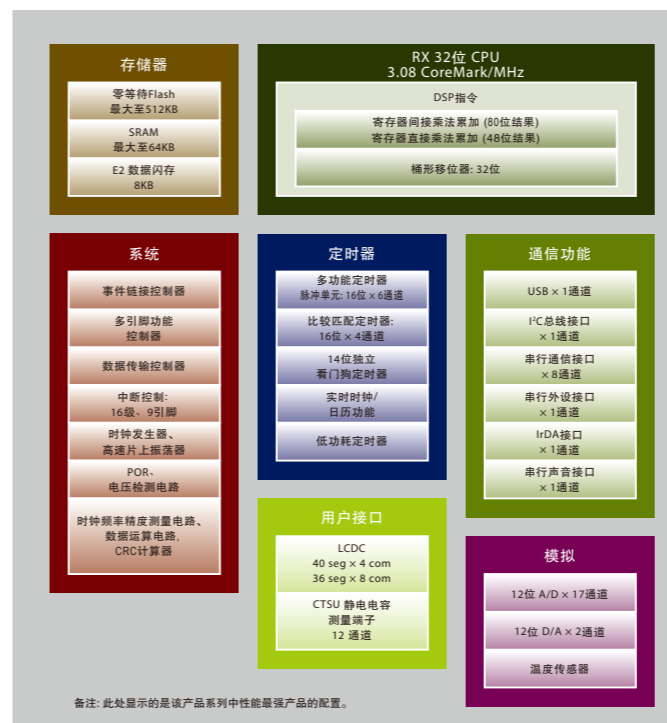 存储器
零等待Flash
最大至512KB
SRAM
最大至64KB
E2 数据闪存
8KB
RX 32位 CPU
3.08 CoreMark/MHz
DSP指令
寄存器间接乘法累加 (80位结果)
寄存器直接乘法累加 (48位结果)
桶形移位器: 32位
系统
事件链接控制器
多引脚功能
控制器
数据传输控制器
中断控制:
16级、9引脚
时钟发生器、
高速片上振荡器
POR、
电压检测电路
时钟频率精度测量电路、
数据运算电路,
CRC计算器
定时器
多功能定时器
脉冲单元: 16位 × 6通道
比较匹配定时器:
16位 × 4通道
14位独立
看门狗定时器
实时时钟/
日历功能
低功耗定时器
通信功能
USB × 1通道
I²C总线接口
× 1通道
串行通信接口
× 8通道
串行外设接口
× 1通道
IrDA接口
× 1通道
串行声音接口
× 1通道
用户接口
LCDC
40 seg × 4 com
36 seg × 8 com
CTSU 静电电容
测量端子
12 通道
模拟
12位 A/D × 17通道
12位 D/A × 2通道
温度传感器
备注: 此处显示的是该产品系列中性能最强产品的配置。